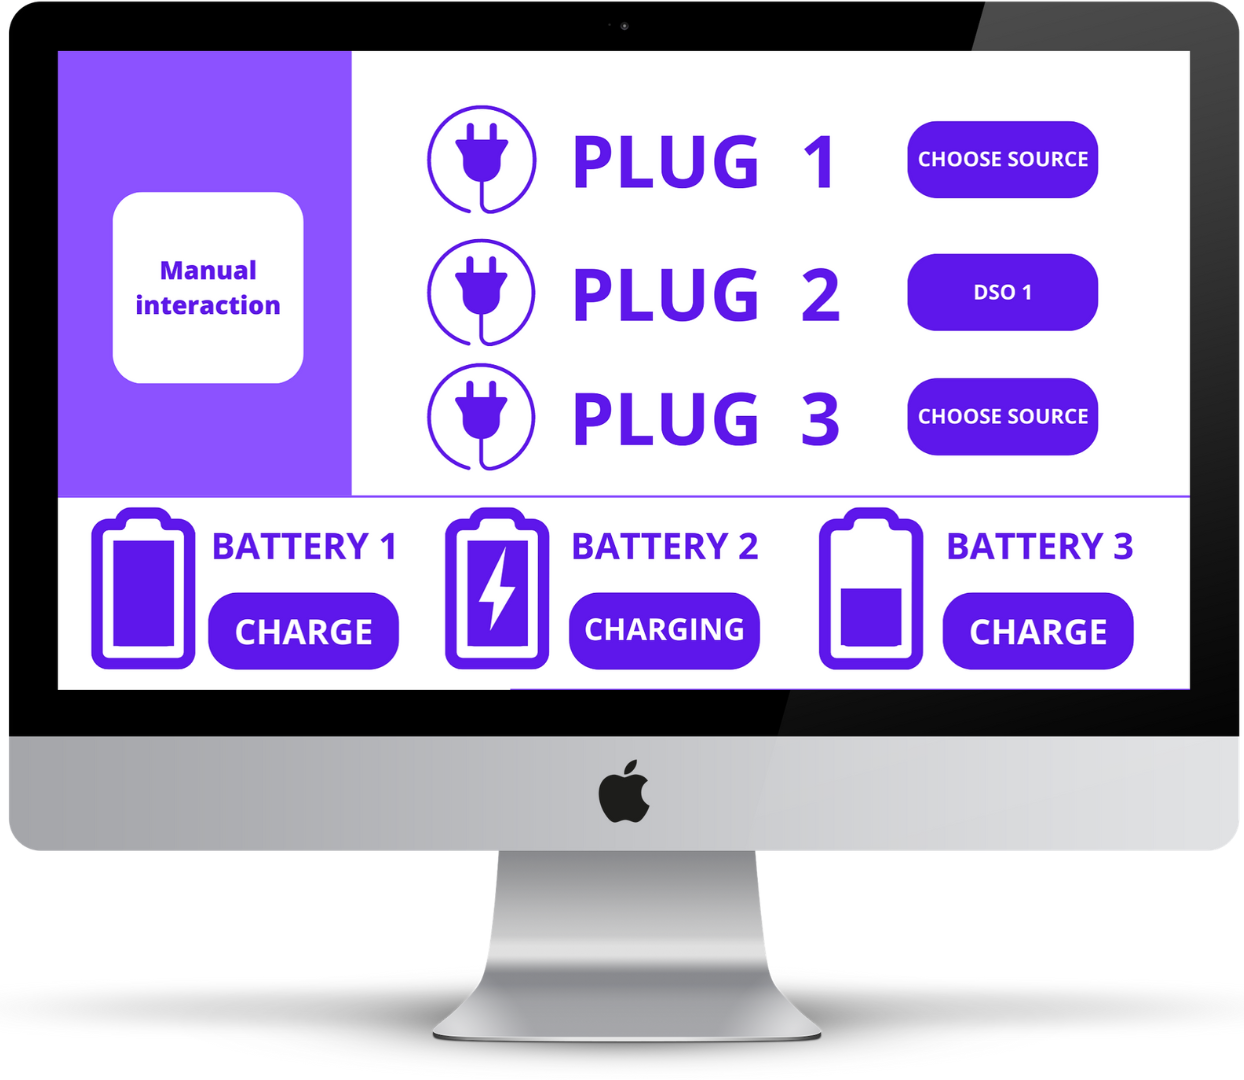 Manual
interaction
PLUG 1
CHOOSE SOURCE
PLUG 2
DSO 1
PLUG 3
CHOOSE SOURCE
BATTERY 1
CHARGE
BATTERY 2
CHARGING
BATTERY 3
CHARGE